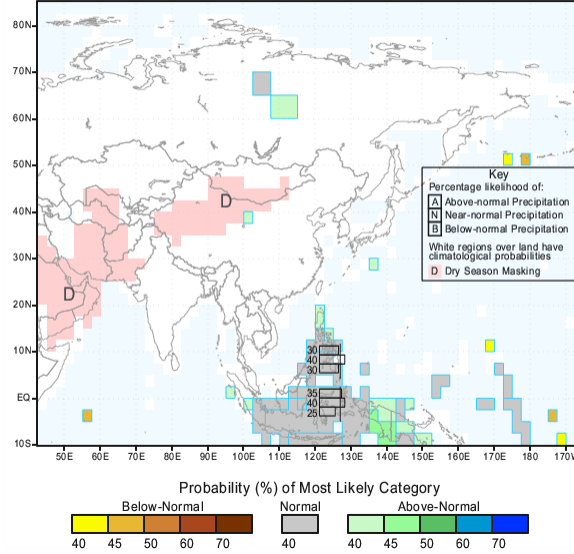 80N
70N
60N
50N
40N
30N
20N
10N
EQ
10S
50E
60E
70E
80E
90E
100E
110E
120E
130E
140E
150E
160E
170E
180
170W
D
D
30
40
30
35
40
25
Key
Percentage likelihood of:
A Above-normal Precipitation
N Near-normal Precipitation
B Below-normal Precipitation
White regions over land have
climatological probabilities
D Dry Season Masking
Probability (%) of Most Likely Category
Below-Normal Normal Above-Normal
40 45 50 60 70 40 40 45 50 60 70